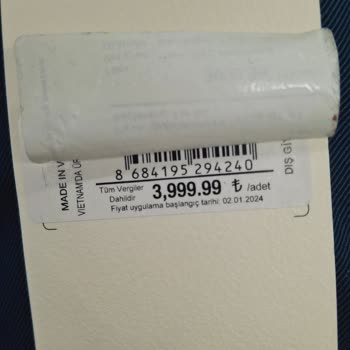 MADE IN V
VIETNAM'DA ÜR
8 684195 294240
Tüm Vergiler
Dahildir
3,999.99 ₺ /adet
Fiyat uygulama başlangıç tarihi: 02.01.2024
DIŞ GİY